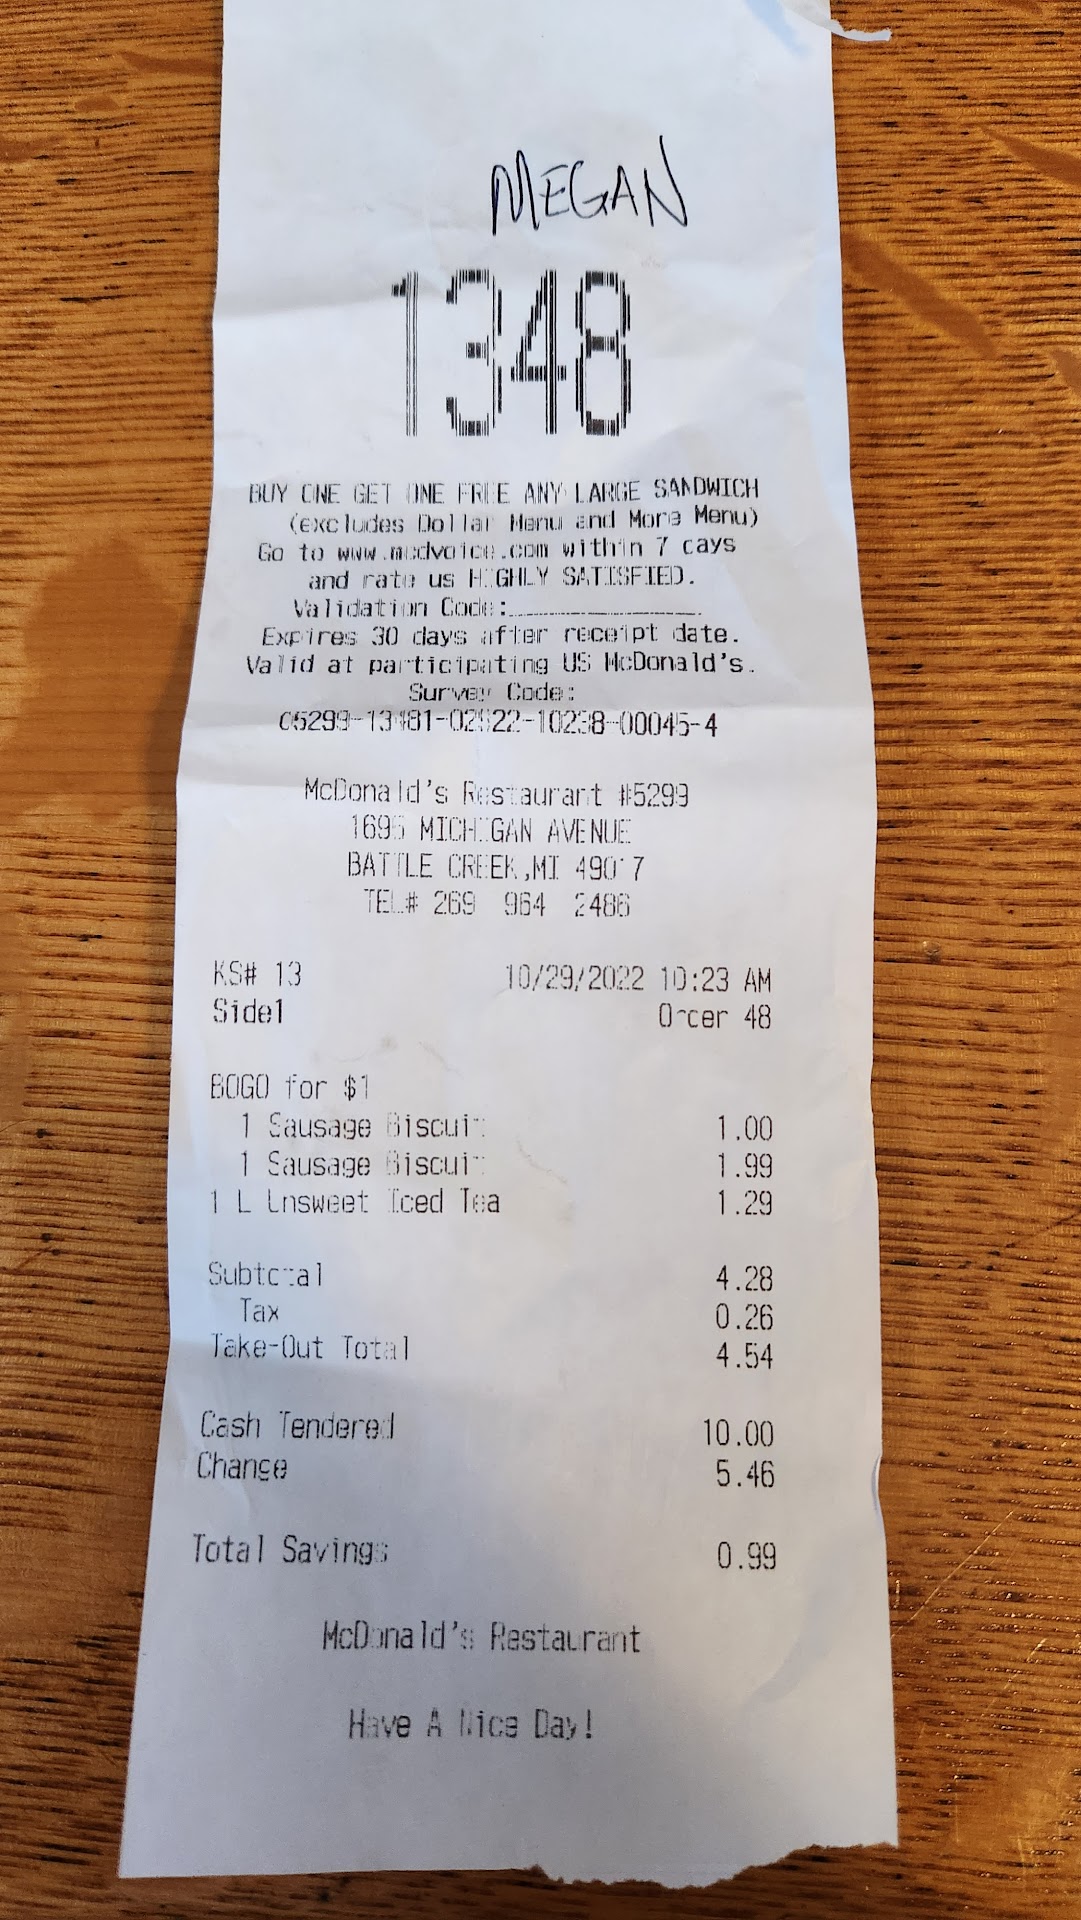 MEGAN
1348
BUY ONE GET ONE FREE ANY LARGE SANDWICH
(excludes Dollar Menu and More Menu)
Go to www.mcdvoice.com within 7 days
and rate us HIGHLY SATISFIED.
Validation Code:
Expires 30 days after receipt date.
Valid at participating US McDonald's.
Survey Code:
McDonald's Restaurant #5299
1695 MICHIGAN AVENUE
BATTLE CREEK,MI 49017
TEL# 269 964 2486
KS# 13 10/29/2022 10:23 AM
Side1 Order 48
BOGO for $1
1 Sausage Biscuit 1.00
1 Sausage Biscuit 1.99
1 L Unsweet Iced Tea 1.29
Subtotal 4.28
Tax 0.26
Take-Out Total 4.54
Cash Tendered 10.00
Change 5.46
Total Savings 0.99
McDonald's Restaurant
Have A Nice Day!